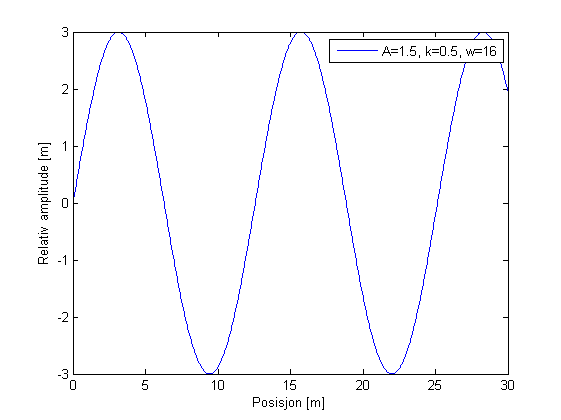 A=1.5, k=0.5, w=16
Relativ amplitude [m]
3
2
1
0
-1
-2
-3
0 5 10 15 20 25 30
Posisjon [m]